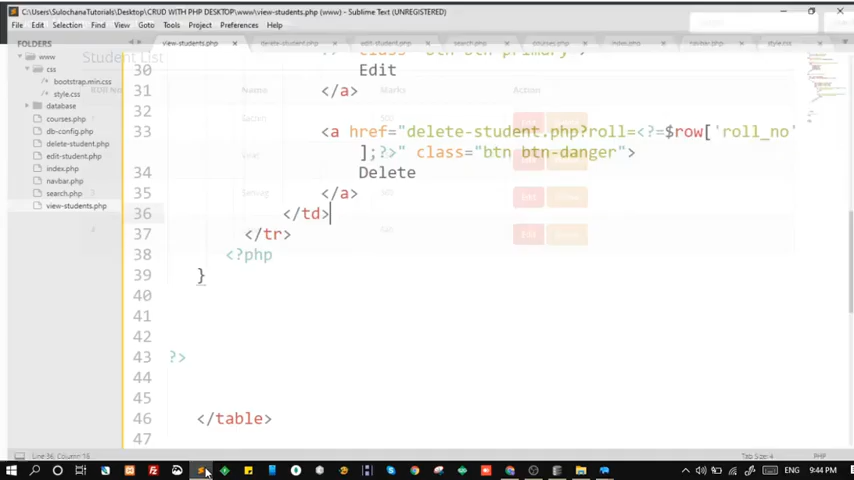 C:\Users\SulochanaTutorials\Desktop\CRUD WITH PHP DESKTOP\www\view-students.php (www) - Sublime Text (UNREGISTERED)
File Edit Selection Find View Goto Tools Project Preferences Help
FOLDERS
view-students.php delete-student.php edit-student.php search.php courses.php index.php navbar.php style.css
www
css
bootstrap.min.css
style.css
database
courses.php
db-config.php
delete-student.php
edit-student.php
index.php
navbar.php
search.php
view-students.php
Student List
Name Marks Action
30 Edit
31 </a>
32
33 <a href="delete-student.php?roll=<?=$row['roll_no'
];?>" class="btn btn-danger">
34 Delete
35 </a>
36 </td>
37 </tr>
38 <?php
39 }
40
41
42
43 ?>
44
45
46 </table>
47
Line 36, Column 18 Tab Size: 4 PHP
ENG 9:44 PM